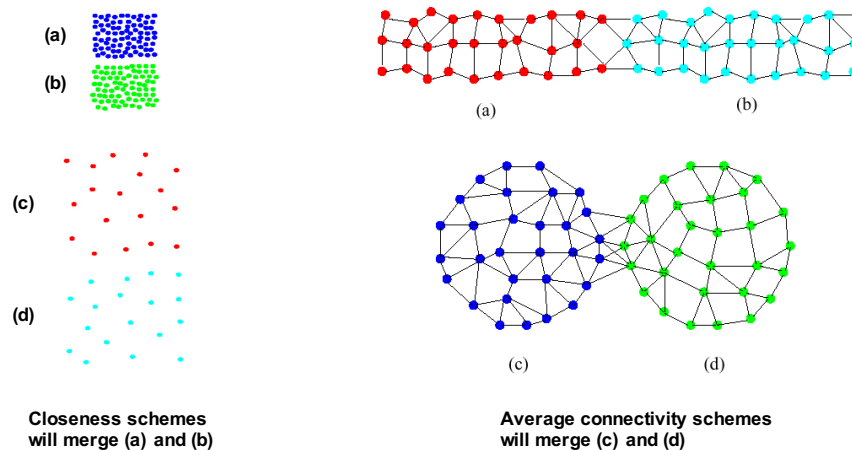 (a)
(b)
(c)
(d)
Closeness schemes
will merge (a) and (b)
(a)
(b)
(c)
(d)
Average connectivity schemes
will merge (c) and (d)